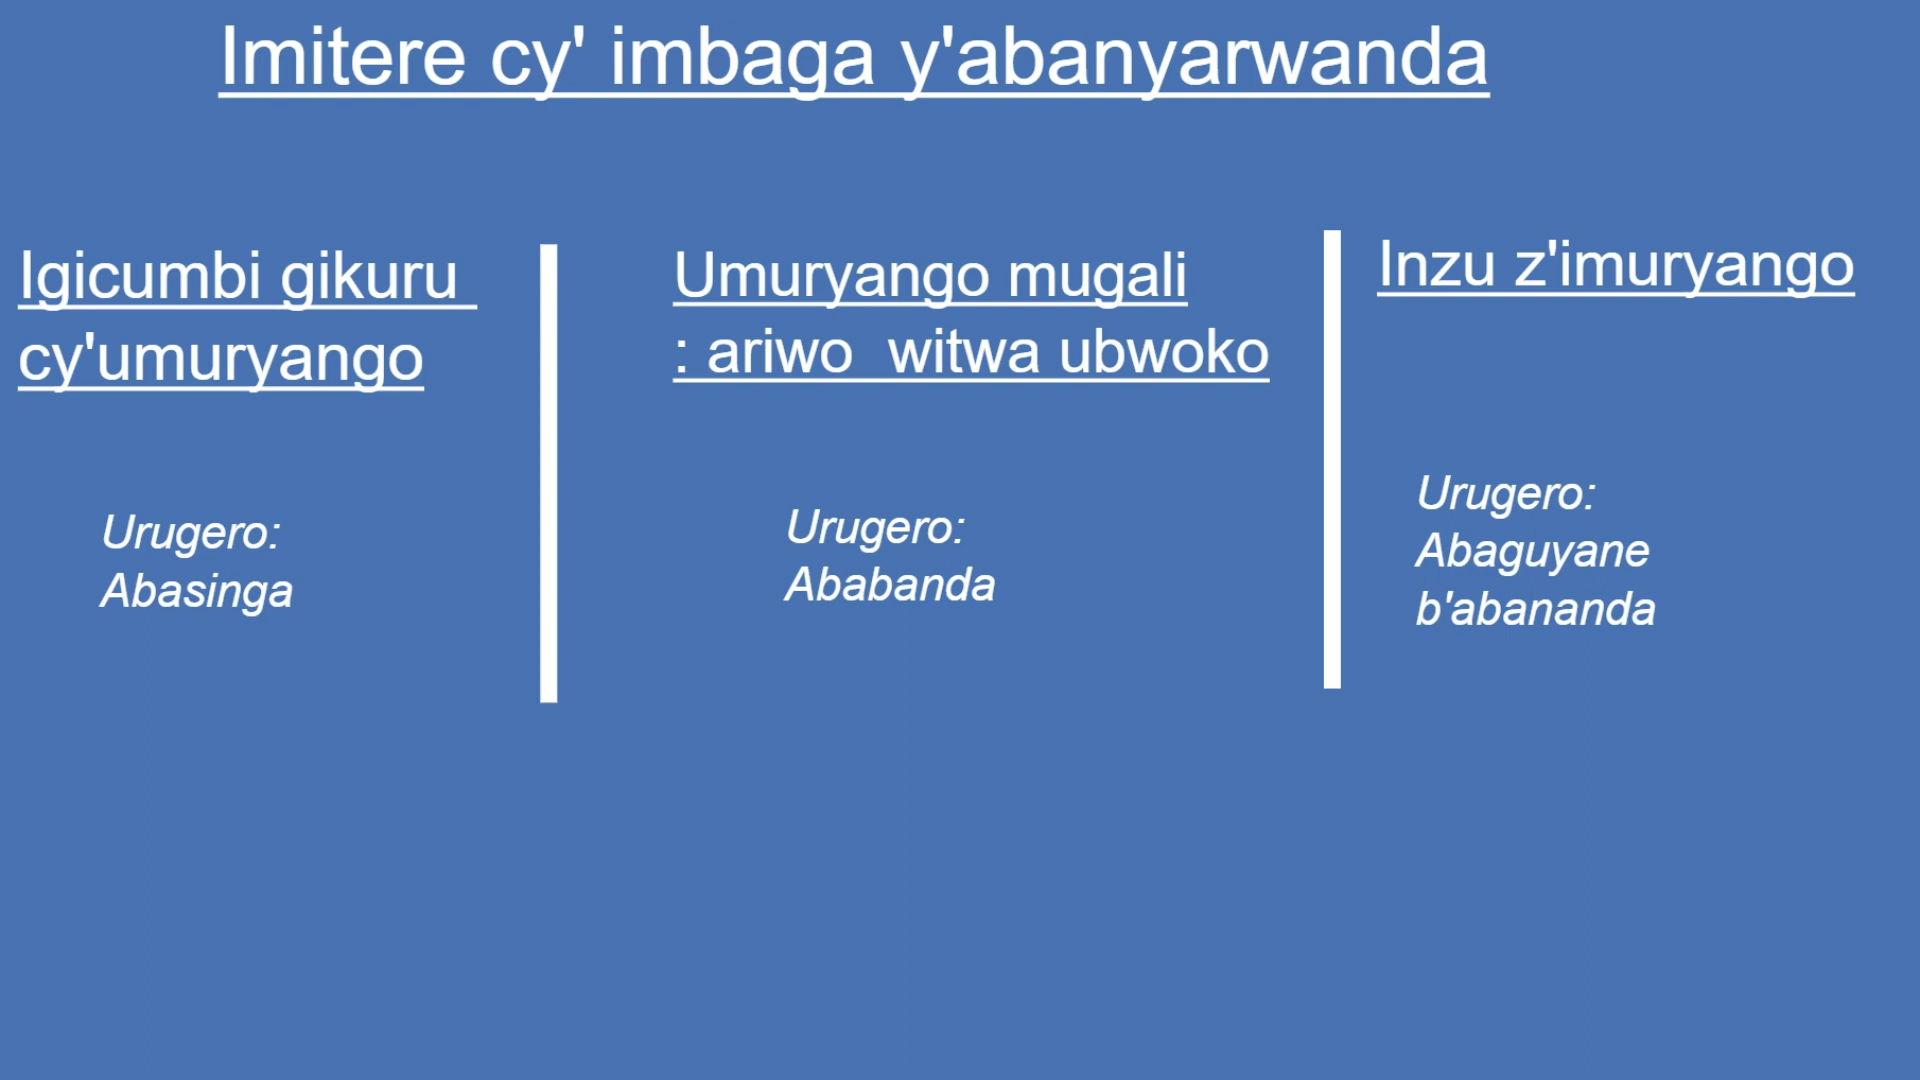 Imitere cy' imbaga y'abanyarwanda
Igicumbi gikuru
cy'umuryango
Urugero:
Abasinga
Umuryango mugali
: ariwo  witwa ubwoko
Urugero:
Ababanda
Inzu z'imuryango
Urugero:
Abaguyane
b'abananda